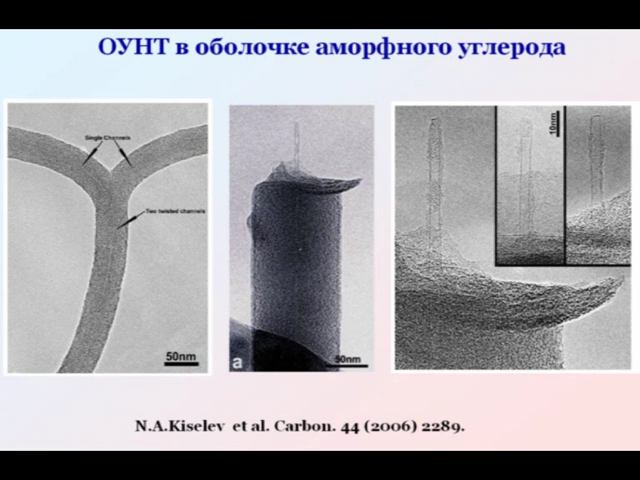 ОУНТ в оболочке аморфного углерода
Single Channels
Two twisted channels
50nm
a
50nm
10nm
N.A.Kiselev et al. Carbon. 44 (2006) 2289.